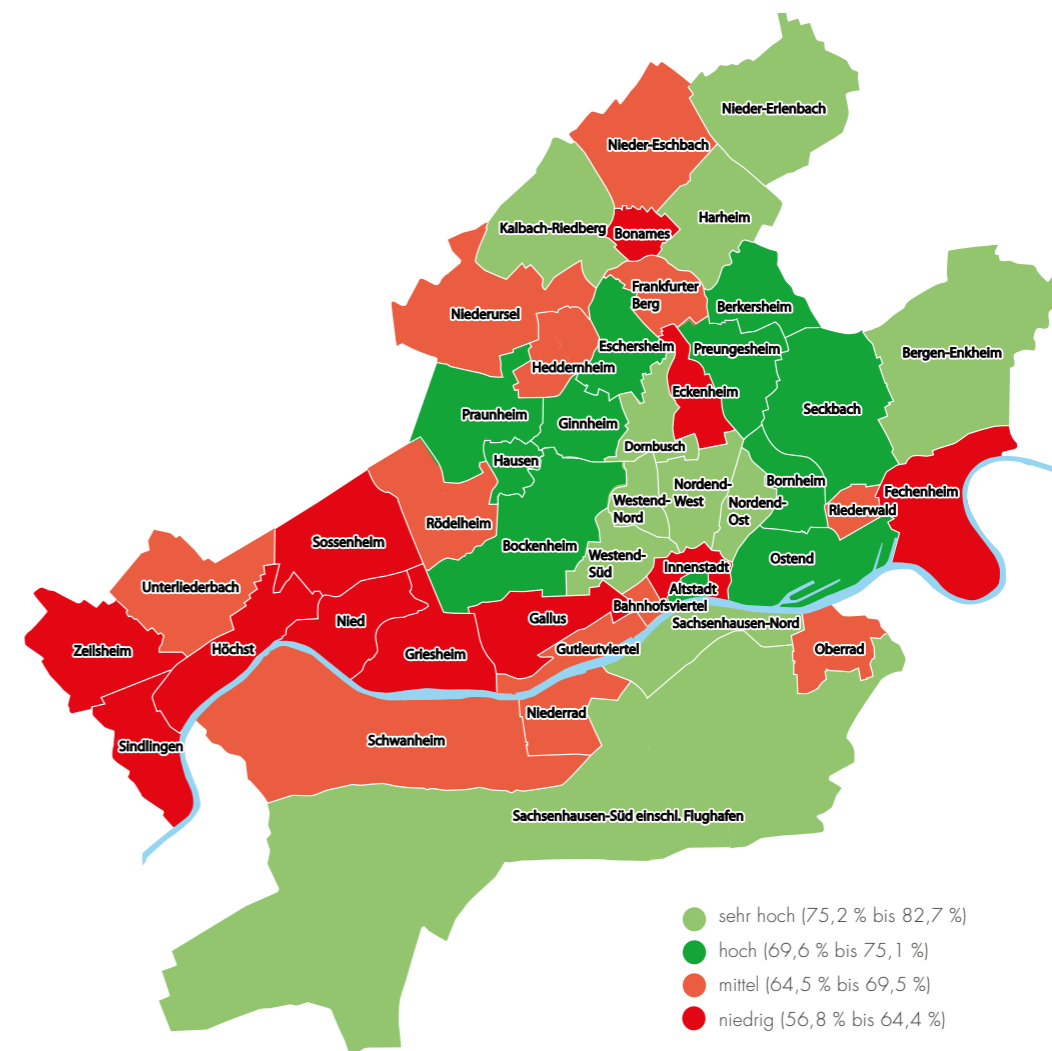 Nieder-Erlenbach
Nieder-Eschbach
Harheim
Kalbach-Riedberg
Bonames
Frankfurter
Berg
Berkersheim
Niederursel
Eschersheim
Preungesheim
Bergen-Enkheim
Heddernheim
Eckenheim
Seckbach
Praunheim
Ginnheim
Dornbusch
Hausen
Nordend-
West
Bornheim
Fechenheim
Westend-
Nord
Nordend-
Ost
Riederwald
Rödelheim
Sossenheim
Bockenheim
Westend-
Süd
Ostend
Innenstadt
Unterliederbach
Altstadt
Bahnhofsviertel
Gallus
Nied
Sachsenhausen-Nord
Zeilsheim
Höchst
Griesheim
Gutleutviertel
Oberrad
Niederrad
Schwanheim
Sindlingen
Sachsenhausen-Süd einschl. Flughafen
sehr hoch (75,2 % bis 82,7 %)
hoch (69,6 % bis 75,1 %)
mittel (64,5 % bis 69,5 %)
niedrig (56,8 % bis 64,4 %)